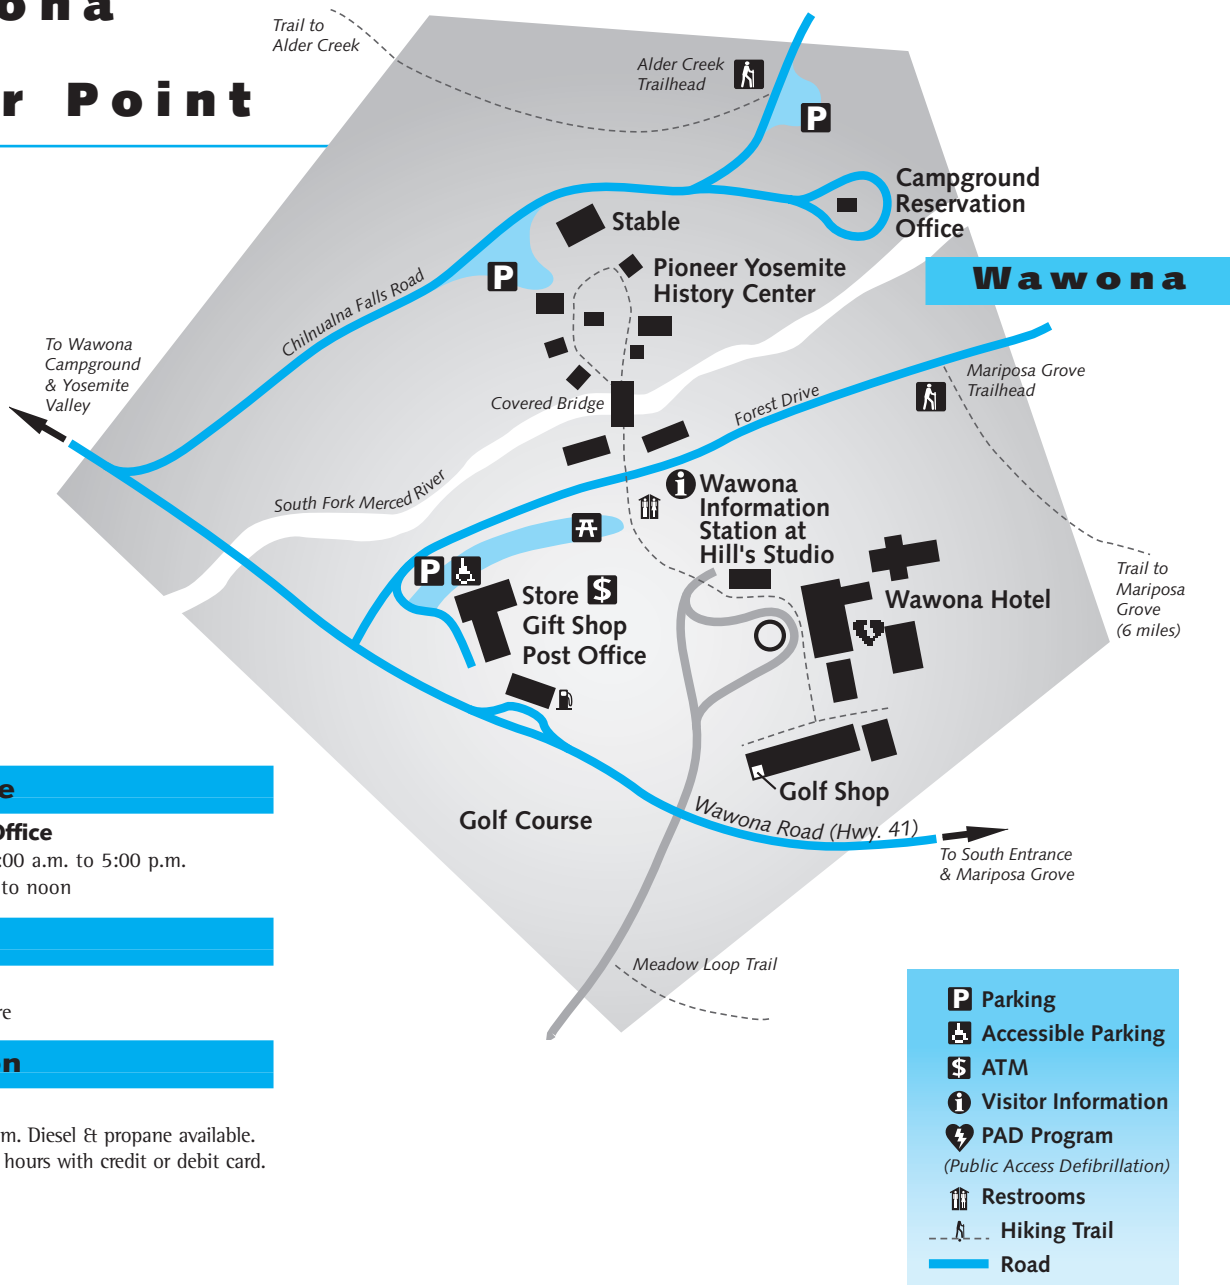 ona
r Point
Trail to
Alder Creek
Alder Creek
Trailhead
P
Campground
Reservation
Office
Stable
Pioneer Yosemite
History Center
P
Wawona
Chilnualna Falls Road
To Wawona
Campground
& Yosemite
Valley
Mariposa Grove
Trailhead
Covered Bridge
Forest Drive
South Fork Merced River
i
Wawona
Information
Station at
Hill's Studio
P
Store $
Gift Shop
Post Office
Wawona Hotel
Trail to
Mariposa
Grove
(6 miles)
Golf Shop
Golf Course
Wawona Road (Hwy. 41)
To South Entrance
& Mariposa Grove
Meadow Loop Trail
e
Office
:00 a.m. to 5:00 p.m.
to noon
re
on
m. Diesel & propane available.
hours with credit or debit card.
P Parking
Accessible Parking
$ ATM
i Visitor Information
PAD Program
(Public Access Defibrillation)
Restrooms
Hiking Trail
Road